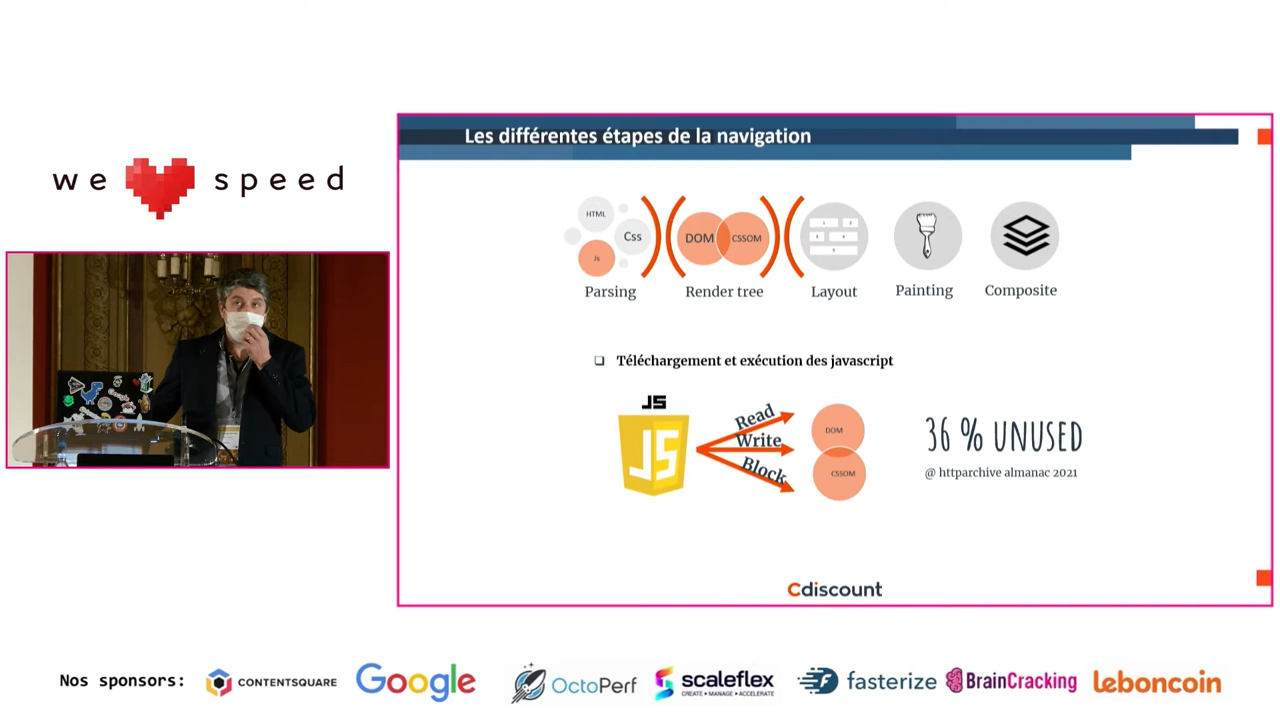 we speed
Les différentes étapes de la navigation
HTML
Css
Js
DOM
CSSOM
Parsing
Render tree
Layout
Painting
Composite
Téléchargement et exécution des javascript
JS
JS
Read
Write
Block
DOM
CSSOM
36 % UNUSED
@ httparchive almanac 2021
Cdiscount
Nos sponsors:
CONTENTSQUARE
Google
OctoPerf
scaleflex
CREATE • MANAGE • ACCELERATE
fasterize
BrainCracking
leboncoin